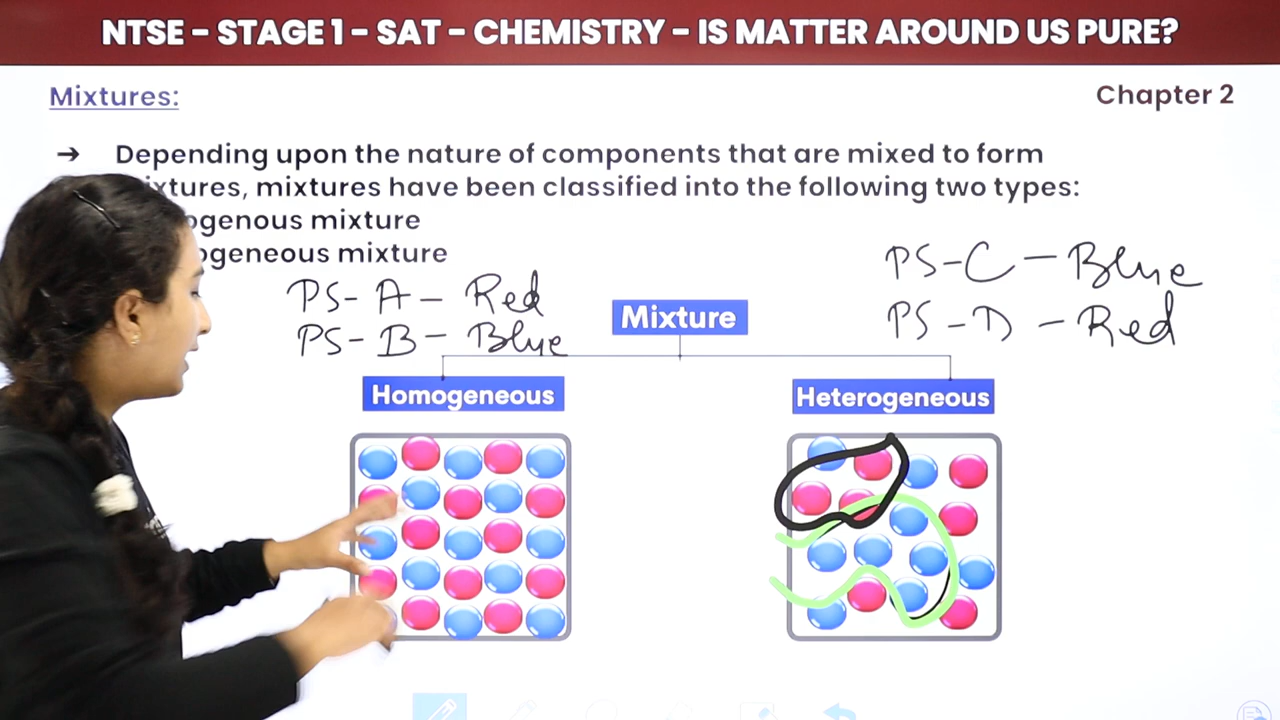 NTSE – STAGE 1 – SAT – CHEMISTRY – IS MATTER AROUND US PURE?
Mixtures:
Chapter 2
→ Depending upon the nature of components that are mixed to form
ixtures, mixtures have been classified into the following two types:
ogenous mixture
ogeneous mixture
PS-A- Red
PS-B- Blue
PS-C-Blue
PS-D-Red
Mixture
Homogeneous
Heterogeneous